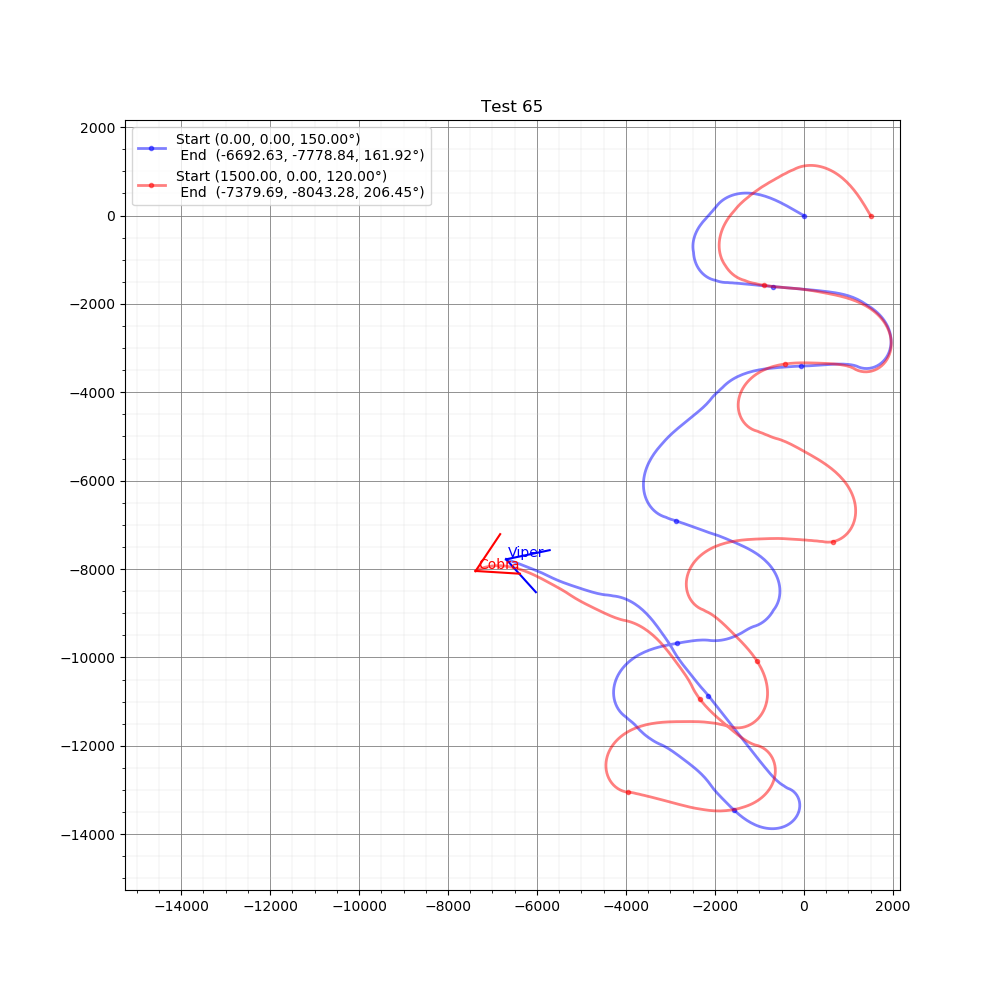 Test 65
Start (0.00, 0.00, 150.00°)
End (-6692.63, -7778.84, 161.92°)
Start (1500.00, 0.00, 120.00°)
End (-7379.69, -8043.28, 206.45°)
2000
0
−2000
−4000
−6000
−8000
−10000
−12000
−14000
Viper
Cobra
−14000 −12000 −10000 −8000 −6000 −4000 −2000 0 2000